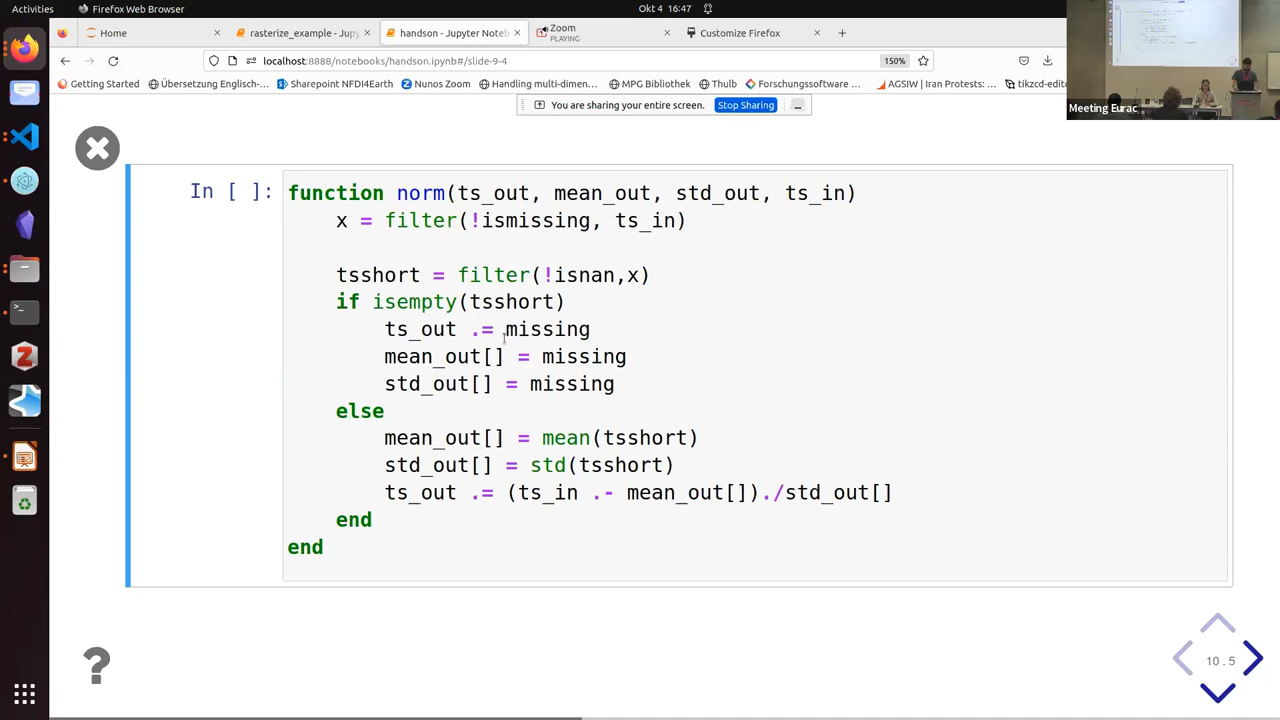 Activities
Firefox Web Browser
Okt 4 16:47
Home
rasterize_example - Jupy
handson - Jupyter Noteb
Zoom
PLAYING
Customize Firefox
localhost:8888/notebooks/handson.ipynb#/slide-9-4
150%
Getting Started
Übersetzung Englisch-...
Sharepoint NFDI4Earth
Nunos Zoom
Handling multi-dimen...
MPG Bibliothek
Thulb
Forschungssoftware ...
AGSIW | Iran Protests: ...
tikzcd-edito
You are sharing your entire screen.
Stop Sharing
Meeting Eurac
In [ ]:
function norm(ts_out, mean_out, std_out, ts_in)
    x = filter(!ismissing, ts_in)
    tsshort = filter(!isnan,x)
    if isempty(tsshort)
        ts_out .= missing
        mean_out[] = missing
        std_out[] = missing
    else
        mean_out[] = mean(tsshort)
        std_out[] = std(tsshort)
        ts_out .= (ts_in .- mean_out[])./std_out[]
    end
end
?
10.5